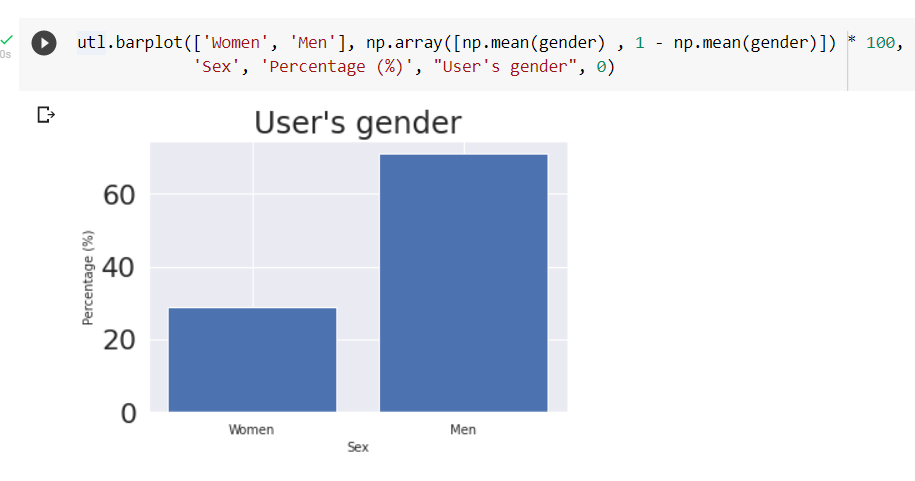 utl.barplot(['Women', 'Men'], np.array([np.mean(gender) , 1 - np.mean(gender)]) * 100,
0s
'Sex', 'Percentage (%)', "User's gender", 0)
User's gender
60
40
20
0
Percentage (%)
Women Men
Sex